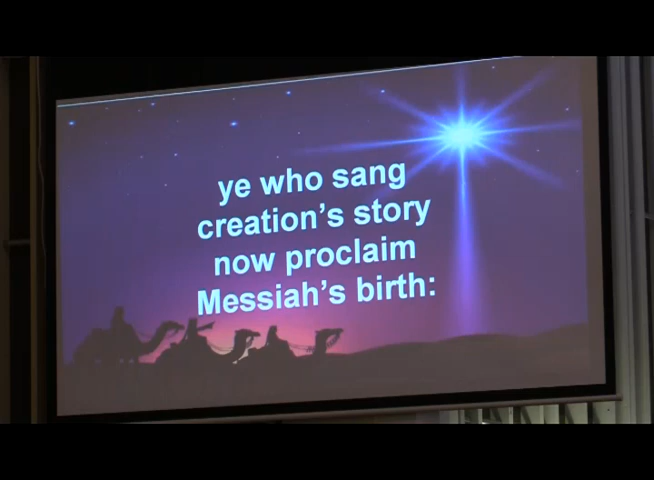 ye who sang
creation's story
now proclaim
Messiah's birth: